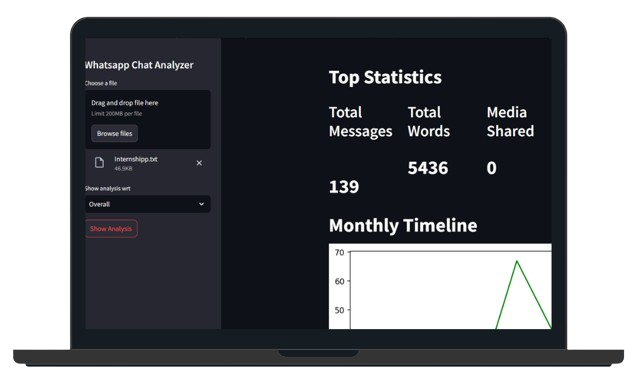 Whatsapp Chat Analyzer
Choose a file
Drag and drop file here
Limit 200MB per file
Browse files
Internshipp.txt
46.9KB
Show analysis wrt
Overall
Show Analysis
Top Statistics
Total Messages
139
Total Words
5436
Media Shared
0
Monthly Timeline
70
60
50